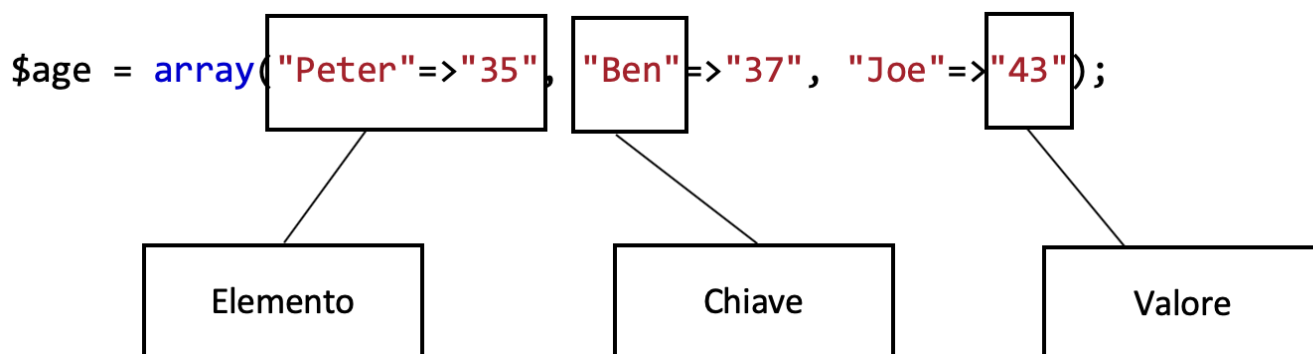 $age = array("Peter"=>"35", "Ben"=>"37", "Joe"=>"43");
Elemento
Chiave
Valore